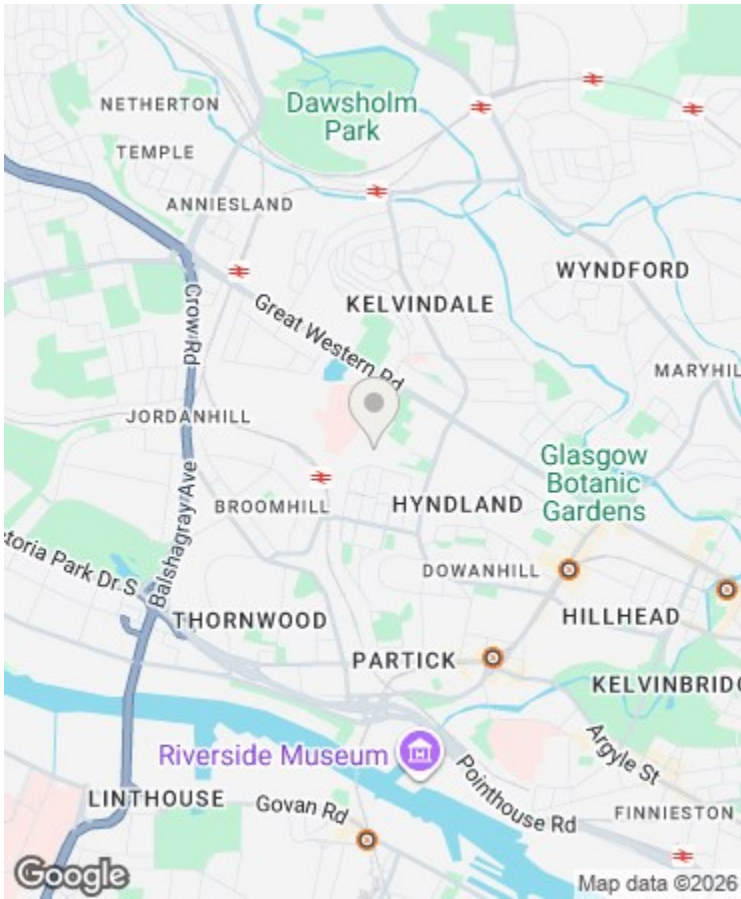 NETHERTON
Dawsholm
Park
TEMPLE
ANNIESLAND
WYNDFORD
KELVINDALE
Great Western Rd
Crow Rd
MARYHIL
JORDANHILL
Glasgow
Botanic
Gardens
HYNDLAND
BROOMHILL
Balshagray Ave
ctoria Park Dr S
DOWANHILL
THORNWOOD
HILLHEAD
PARTICK
KELVINBRIDG
Riverside Museum
Argyle St
Pointhouse Rd
LINTHOUSE
Govan Rd
FINNIESTON
Google
Map data ©2026